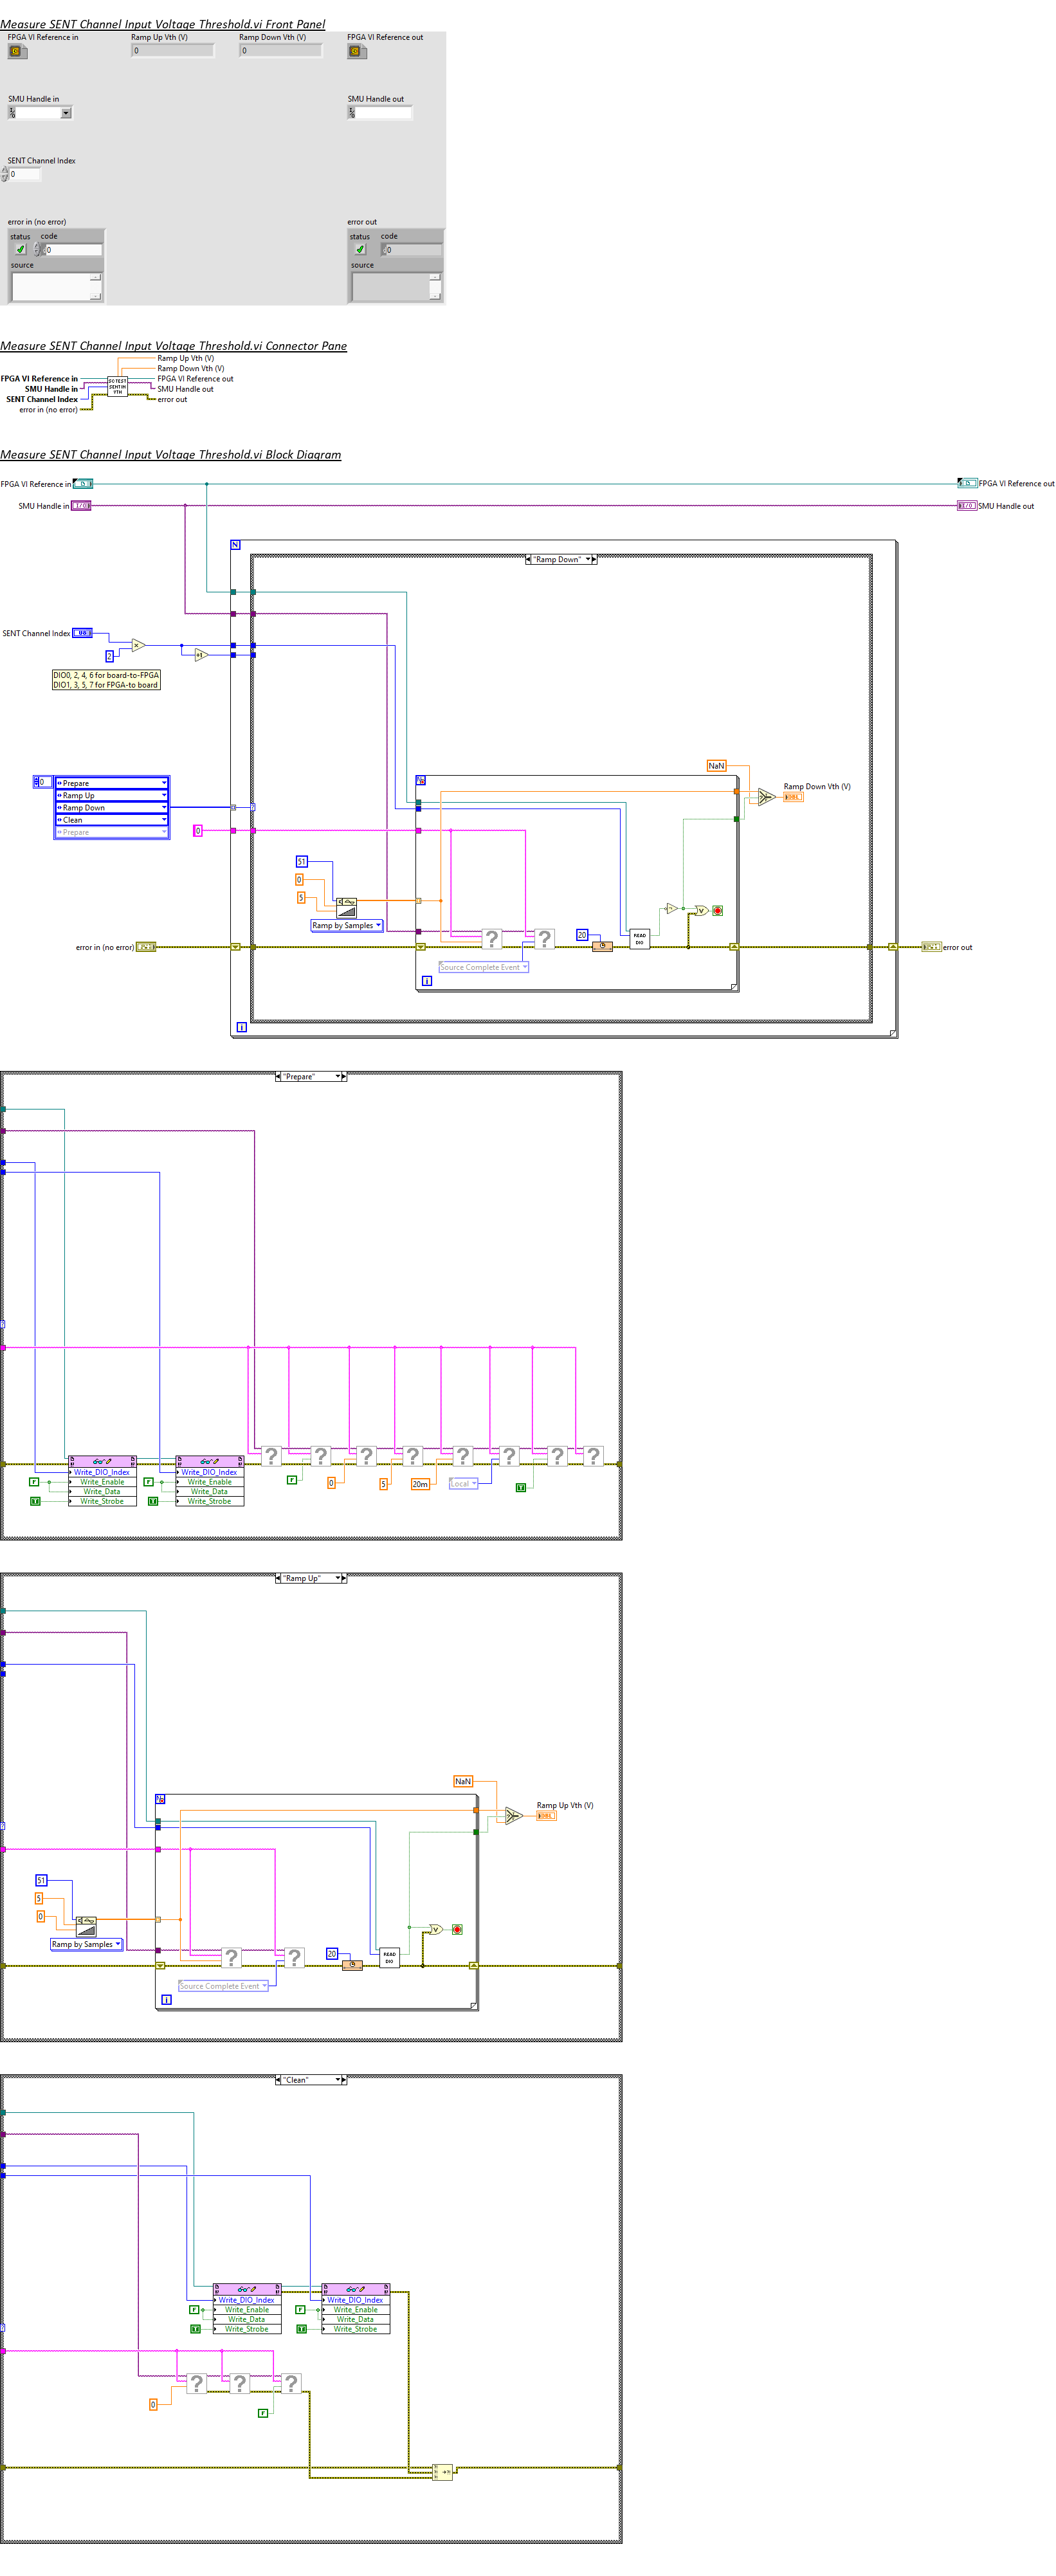 Measure SENT Channel Input Voltage Threshold.vi Front Panel
FPGA VI Reference in
Ramp Up Vth (V)
Ramp Down Vth (V)
FPGA VI Reference out
0
0
SMU Handle in
SMU Handle out
SENT Channel Index
0
error in (no error)
error out
status code
status code
0
0
source
source
Measure SENT Channel Input Voltage Threshold.vi Connector Pane
Ramp Up Vth (V)
Ramp Down Vth (V)
FPGA VI Reference in
FPGA VI Reference out
SMU Handle in
SMU Handle out
SENT Channel Index
error out
error in (no error)
Measure SENT Channel Input Voltage Threshold.vi Block Diagram
FPGA VI Reference in
FPGA VI Reference out
SMU Handle in
SMU Handle out
N
"Ramp Down"
SENT Channel Index
U8
x
2
+1
DIO0, 2, 4, 6 for board-to-FPGA
DIO1, 3, 5, 7 for FPGA-to board
NaN
0
Prepare
Ramp Up
Ramp Down
Clean
Prepare
Ramp Down Vth (V)
DBL
0
51
0
5
Ramp by Samples
? ?
20
READ
DIO
V
Source Complete Event
i
error in (no error)
error out
i
"Prepare"
? ? ? ? ? ? ? ?
Write_DIO_Index
Write_Enable
Write_Data
Write_Strobe
Write_DIO_Index
Write_Enable
Write_Data
Write_Strobe
F
T
F
T
F
0
5
20m
Local
T
"Ramp Up"
NaN
Ramp Up Vth (V)
DBL
N
51
5
0
Ramp by Samples
? ?
20
READ
DIO
V
Source Complete Event
i
"Clean"
Write_DIO_Index
Write_Enable
Write_Data
Write_Strobe
Write_DIO_Index
Write_Enable
Write_Data
Write_Strobe
F
T
F
T
? ? ?
0
F